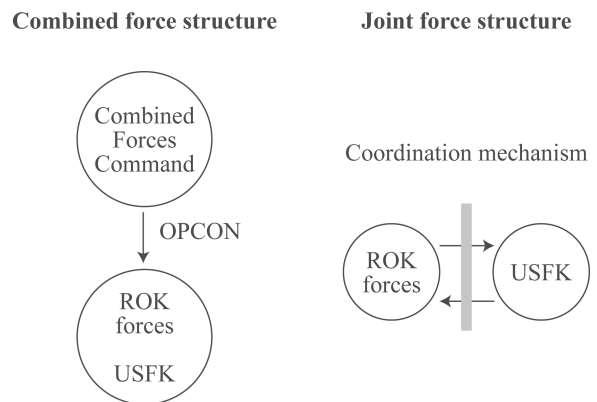 Combined force structure
Combined
Forces
Command
OPCON
ROK
forces
USFK
Joint force structure
Coordination mechanism
ROK
forces
USFK